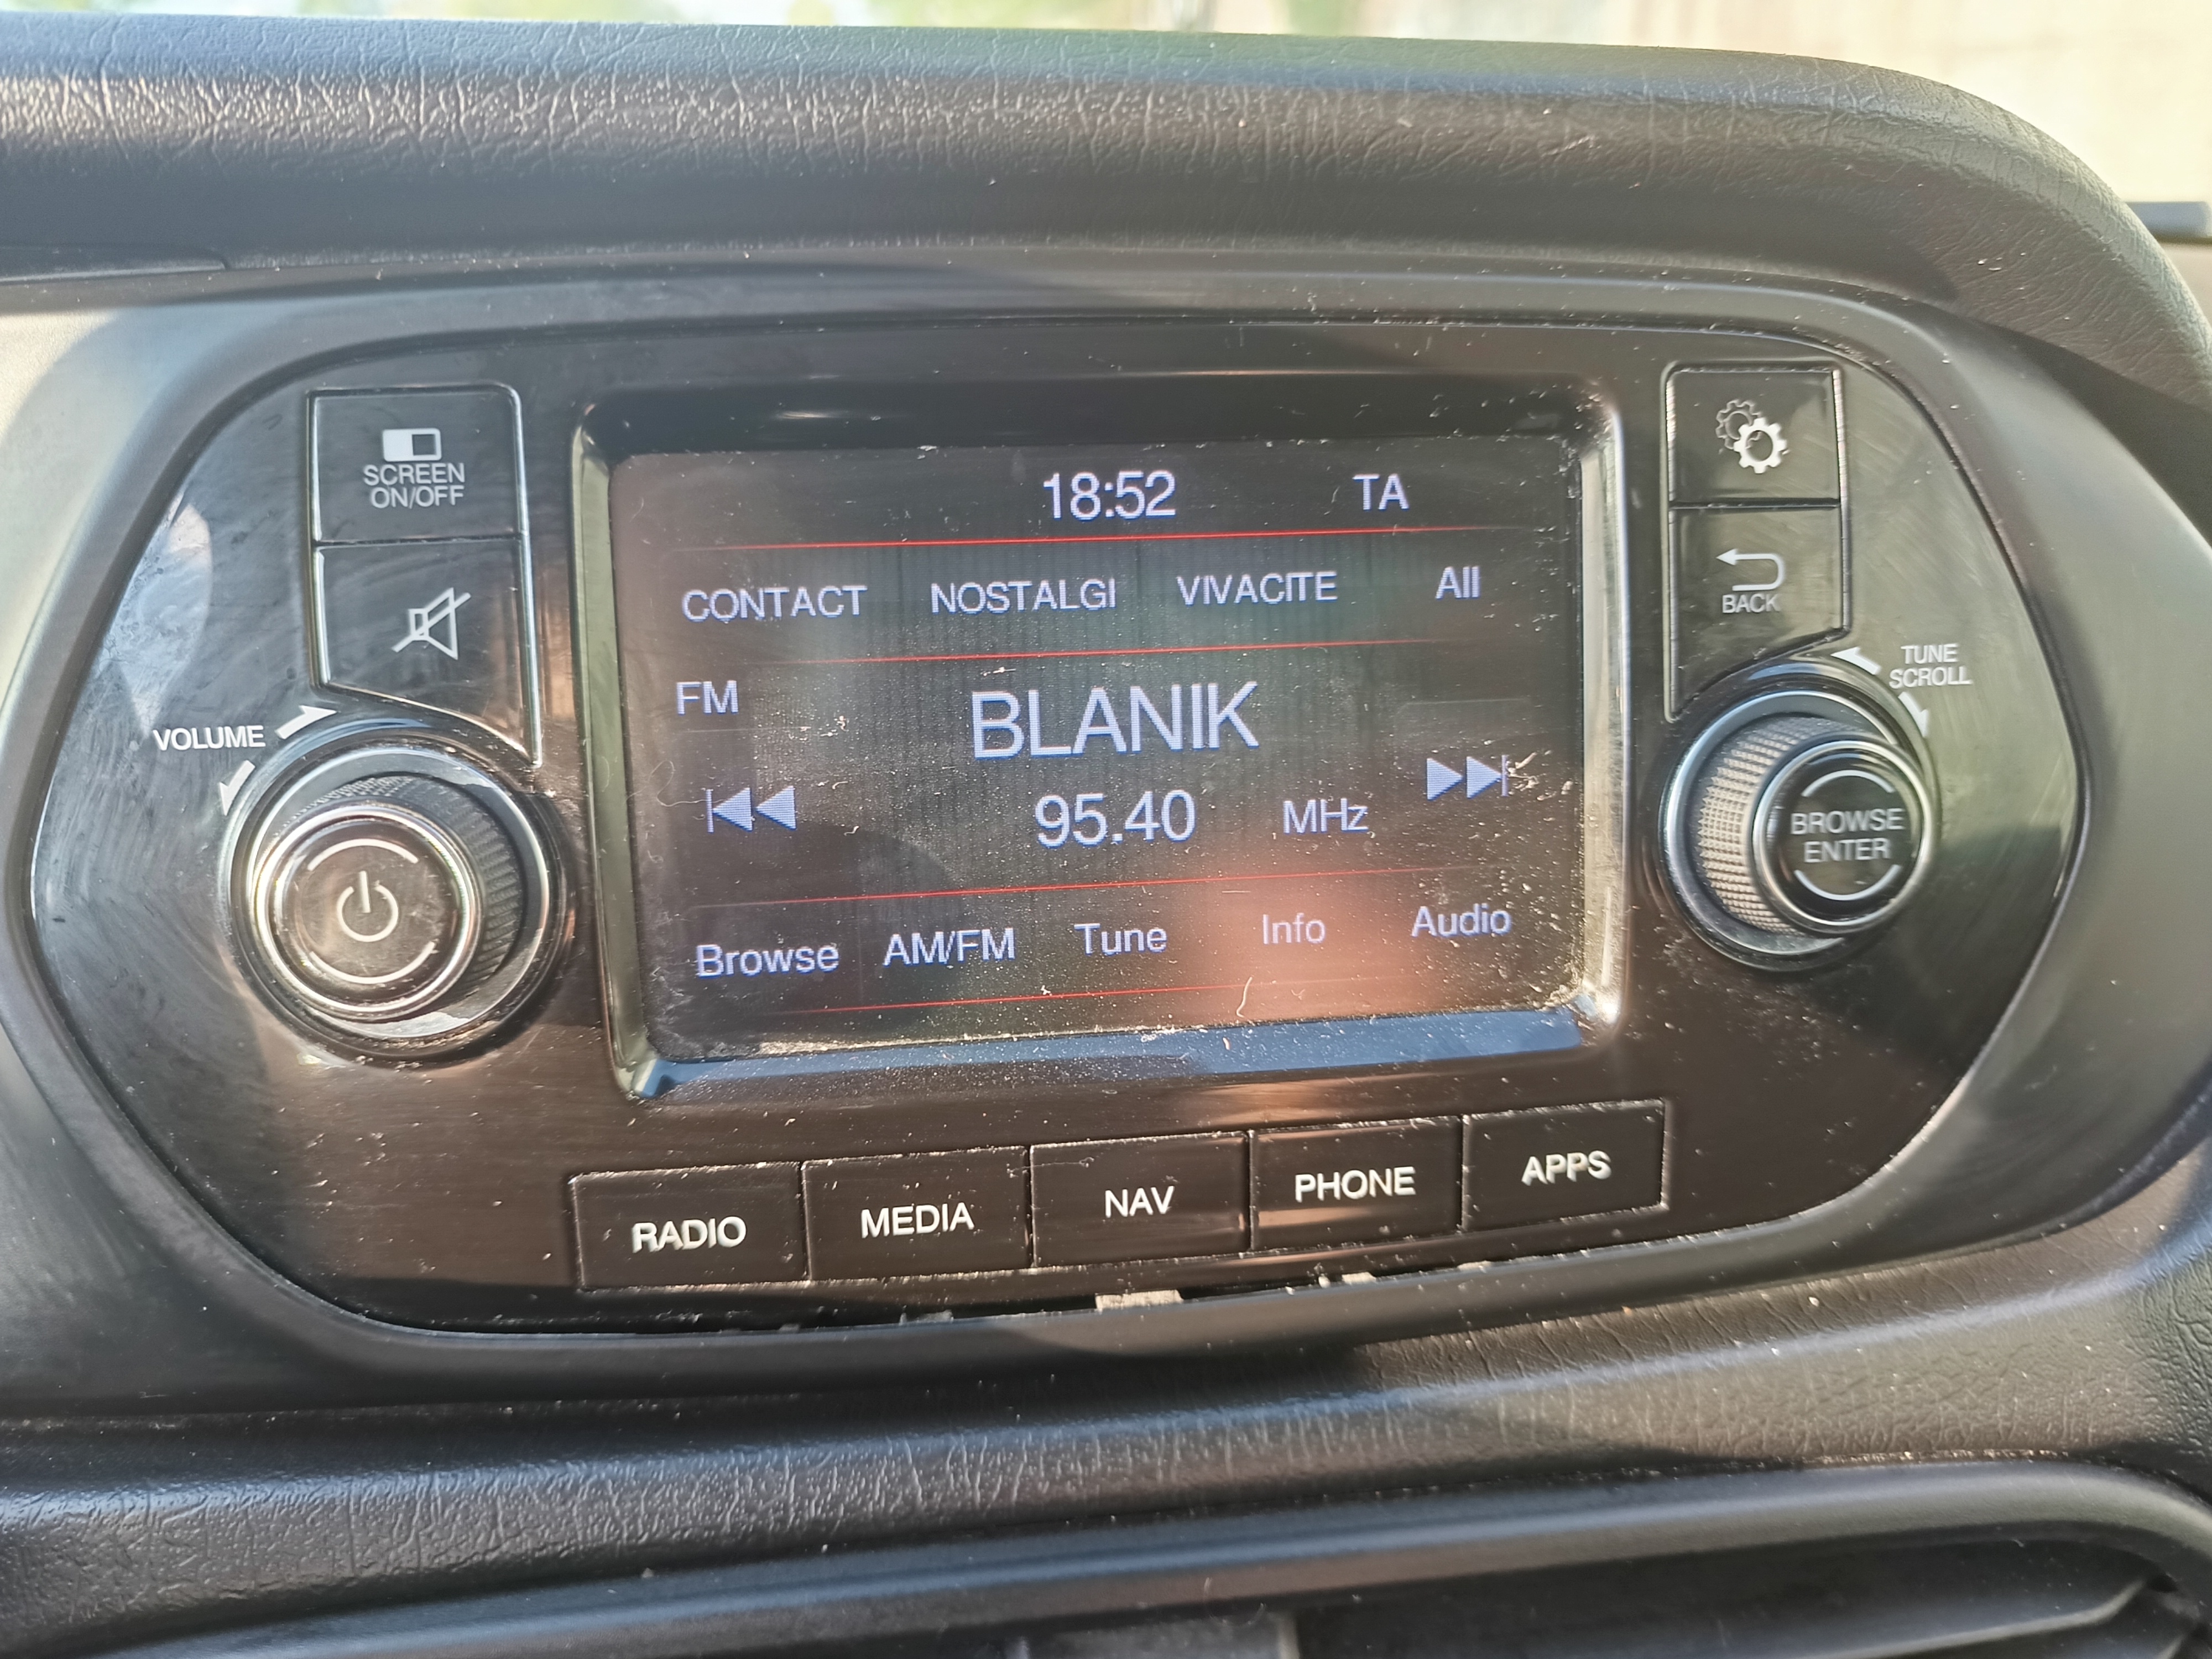 SCREEN
ON/OFF
VOLUME
18:52 TA
CONTACT NOSTALGI VIVACITE All
FM
BLANIK
95.40 MHz
Browse AM/FM Tune Info Audio
BACK
TUNE
SCROLL
BROWSE
ENTER
RADIO MEDIA NAV PHONE APPS